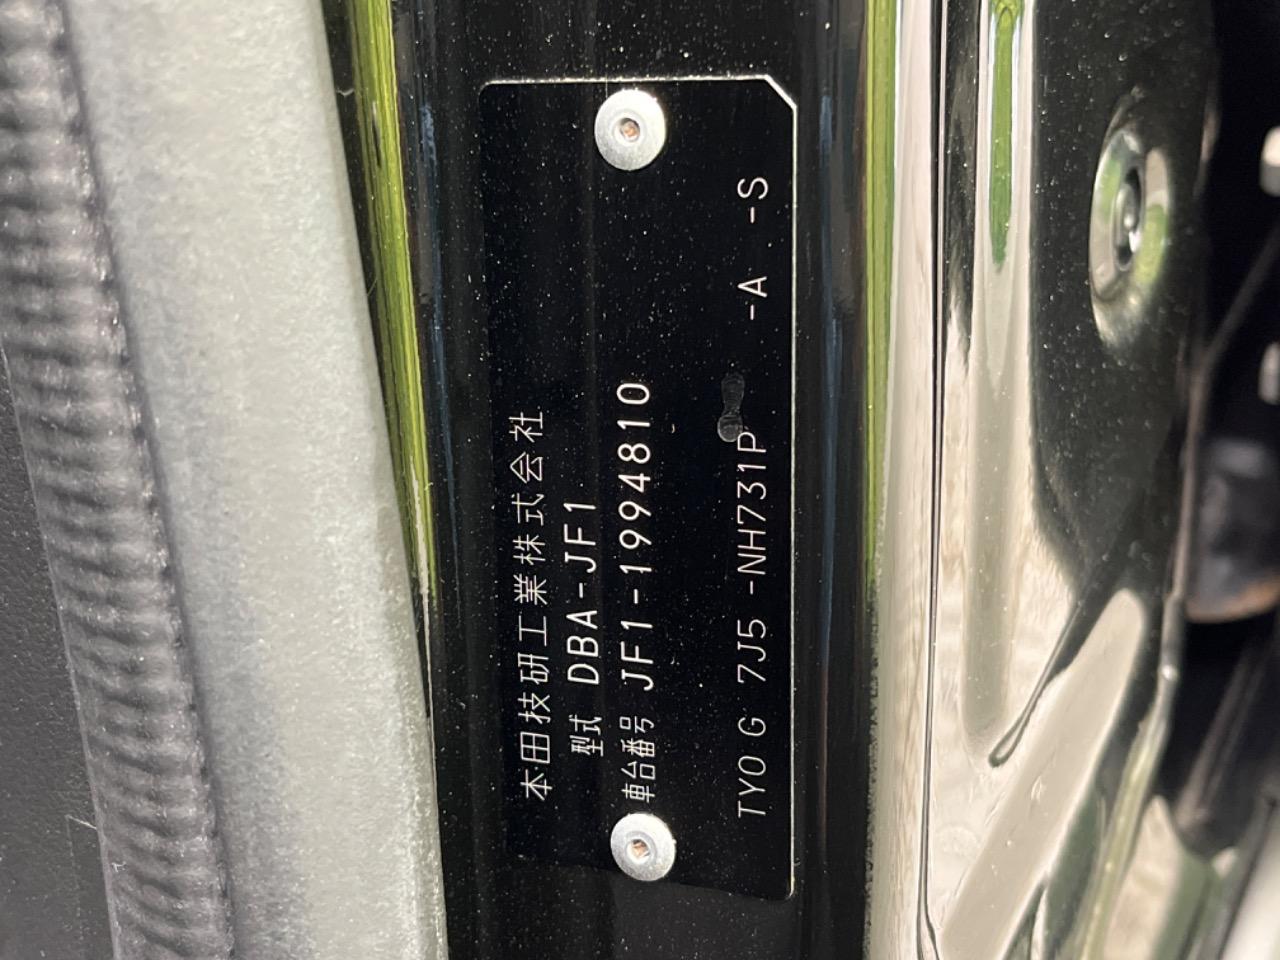 本田技研工業株式会社
型式 DBA-JF1
車台番号 JF1-1994810
TY0 G 7J5 -NH731P -A -S